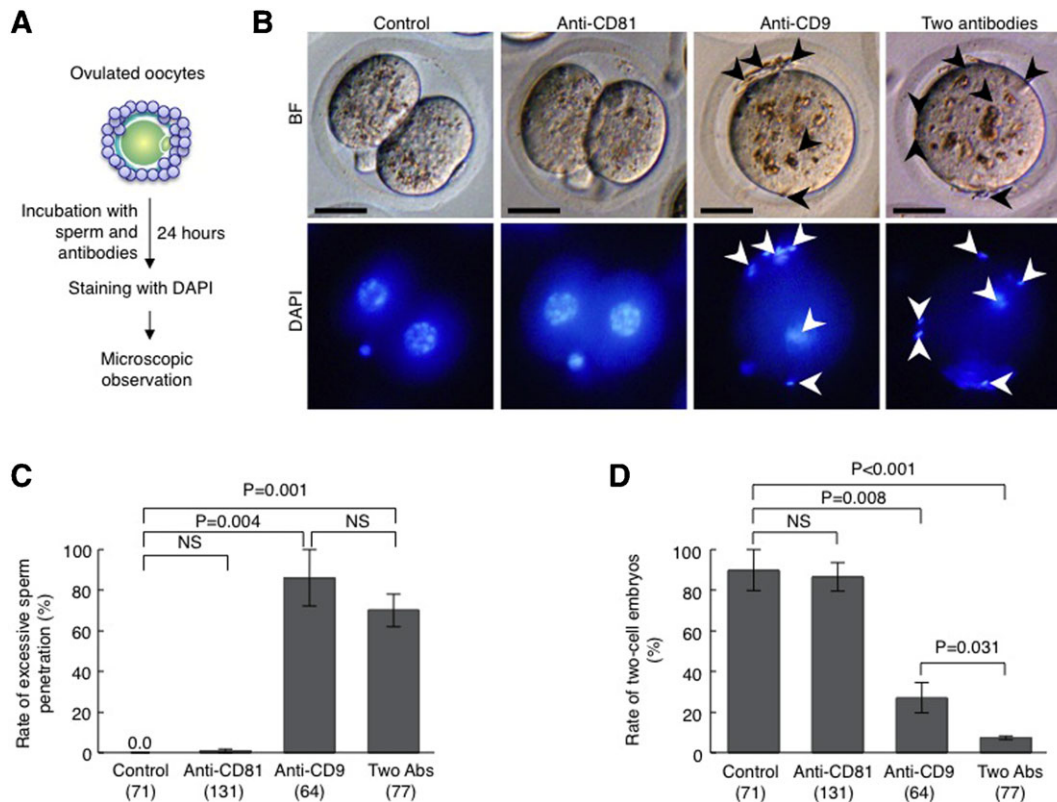 A
Ovulated oocytes
Incubation with
sperm and
antibodies
24 hours
Staining with DAPI
Microscopic
observation
B
Control Anti-CD81 Anti-CD9 Two antibodies
BF
DAPI
C
P=0.001
P=0.004
NS
NS
Rate of excessive sperm
penetration (%)
100
80
60
40
20
0
0.0
Control Anti-CD81 Anti-CD9 Two Abs
(71) (131) (64) (77)
D
P<0.001
P=0.008
NS
P=0.031
Rate of two-cell embryos
(%)
100
80
60
40
20
0
Control Anti-CD81 Anti-CD9 Two Abs
(71) (131) (64) (77)